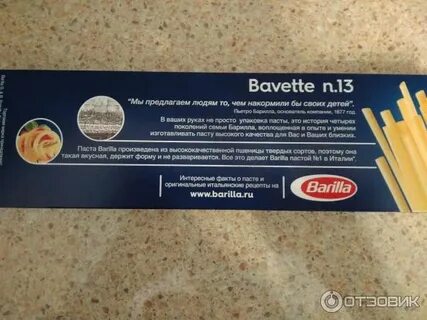 Bavette n.13
"Мы предлагаем людям то, чем накормили бы своих детей".
Пьетро Барилла, основатель компании, 1877 год
В ваших руках не просто упаковка пасты, это история четырех
поколений семьи Барилла, воплощенная в опыте и умении
изготавливать пасту высокого качества для Вас и Ваших близких.
Паста Barilla произведена из высококачественной пшеницы твердых сортов, поэтому она
такая вкусная, держит форму и не разваривается. Все это делает Barilla пастой №1 в Италии*.
Интересные факты о пасте и
оригинальные итальянские рецепты на
www.barilla.ru
Barilla
ОТЗОВИК